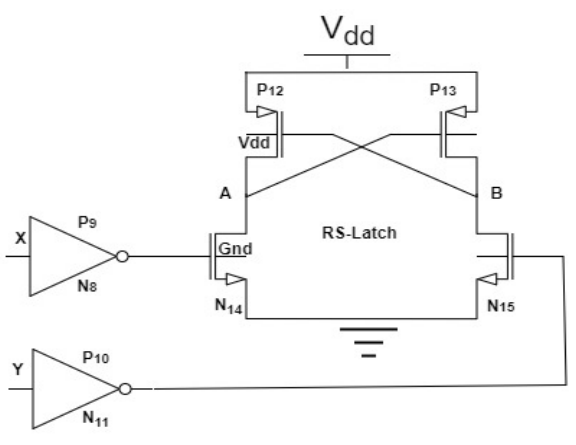 Vdd
P12
P13
Vdd
A
B
P9
X
Gnd
RS-Latch
N8
N14
N15
Y
P10
N11